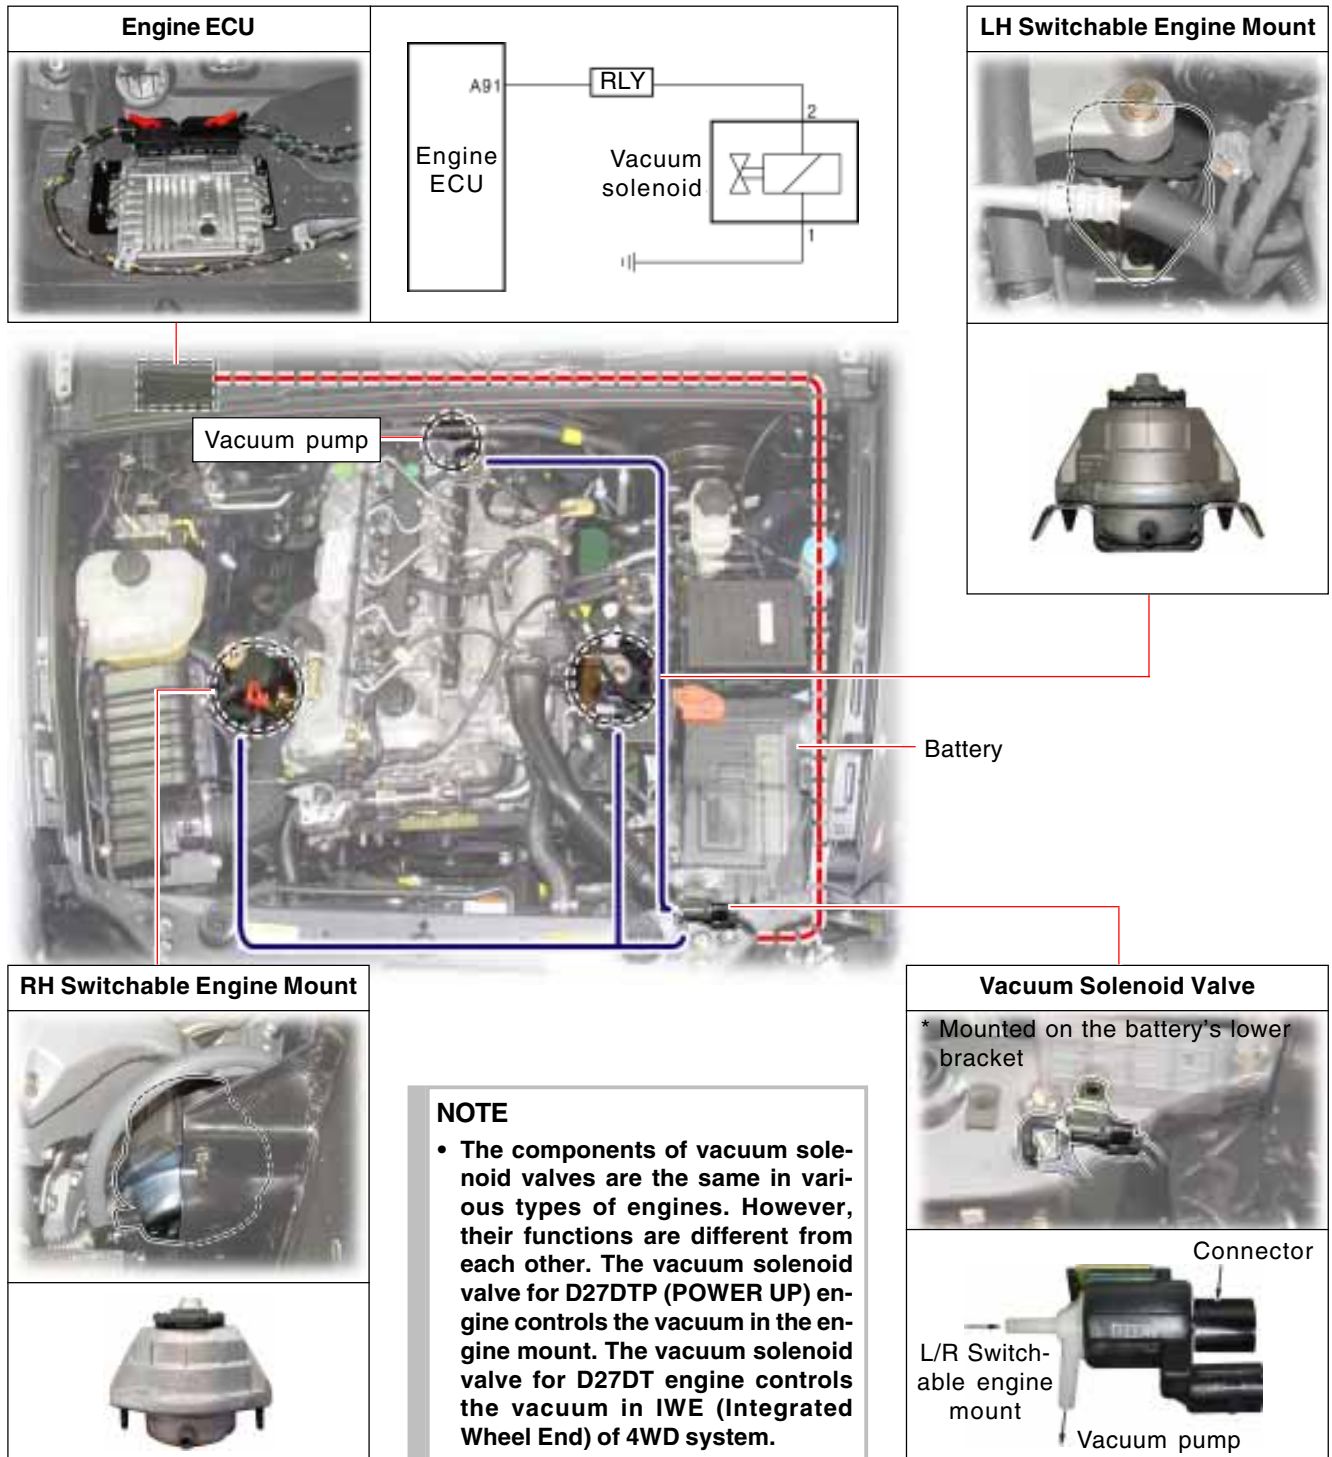 Engine ECU
A91
RLY
2
Engine
ECU
Vacuum
solenoid
1
LH Switchable Engine Mount
Vacuum pump
Battery
RH Switchable Engine Mount
NOTE
• The components of vacuum sole-
noid valves are the same in vari-
ous types of engines. However,
their functions are different from
each other. The vacuum solenoid
valve for D27DTP (POWER UP) en-
gine controls the vacuum in the en-
gine mount. The vacuum solenoid
valve for D27DT engine controls
the vacuum in IWE (Integrated
Wheel End) of 4WD system.
Vacuum Solenoid Valve
* Mounted on the battery's lower
bracket
Connector
L/R Switch-
able engine
mount
Vacuum pump